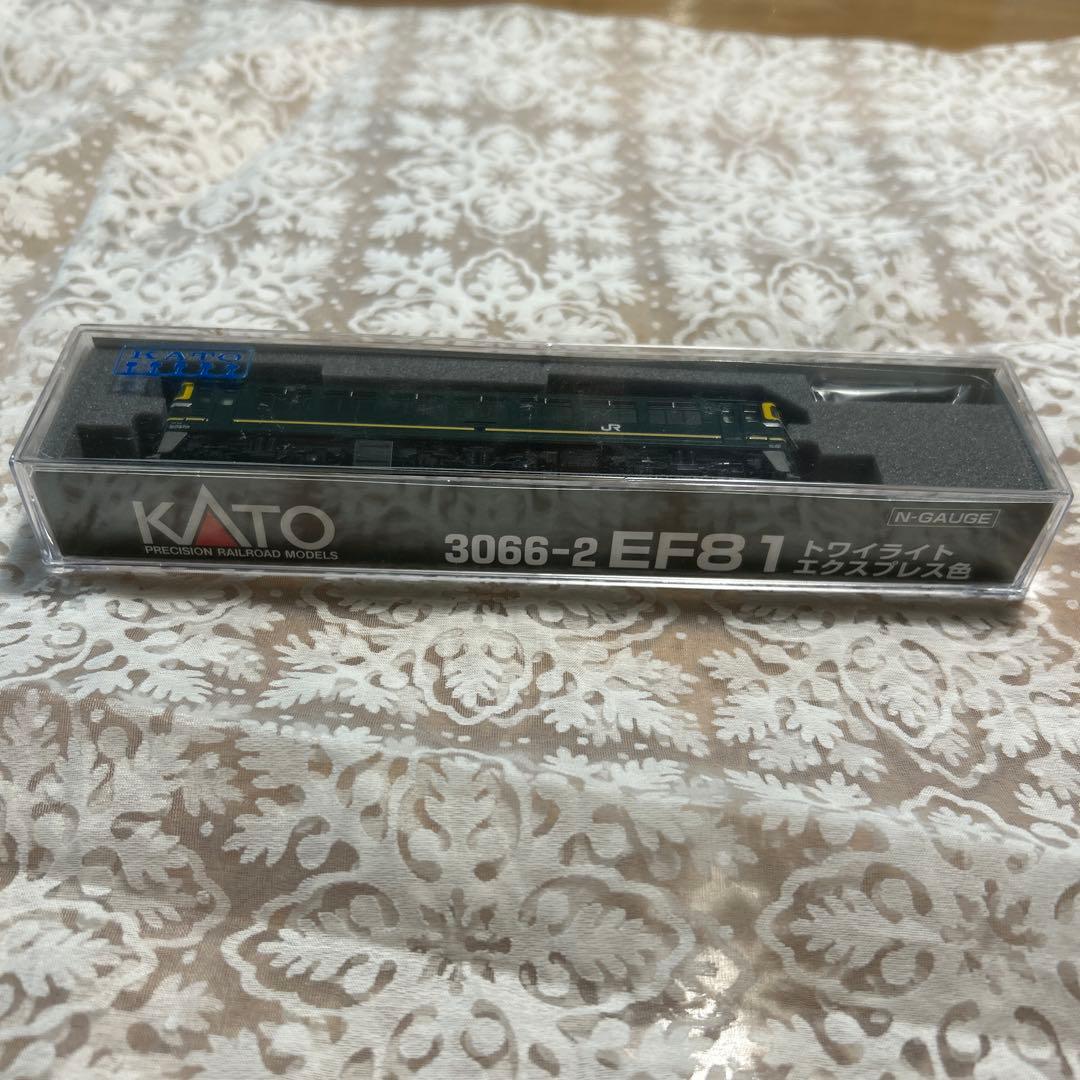 KATO
JR
KATO
PRECISION RAILROAD MODELS
N-GAUGE
3066-2 EF81 トワイライト
エクスプレス色